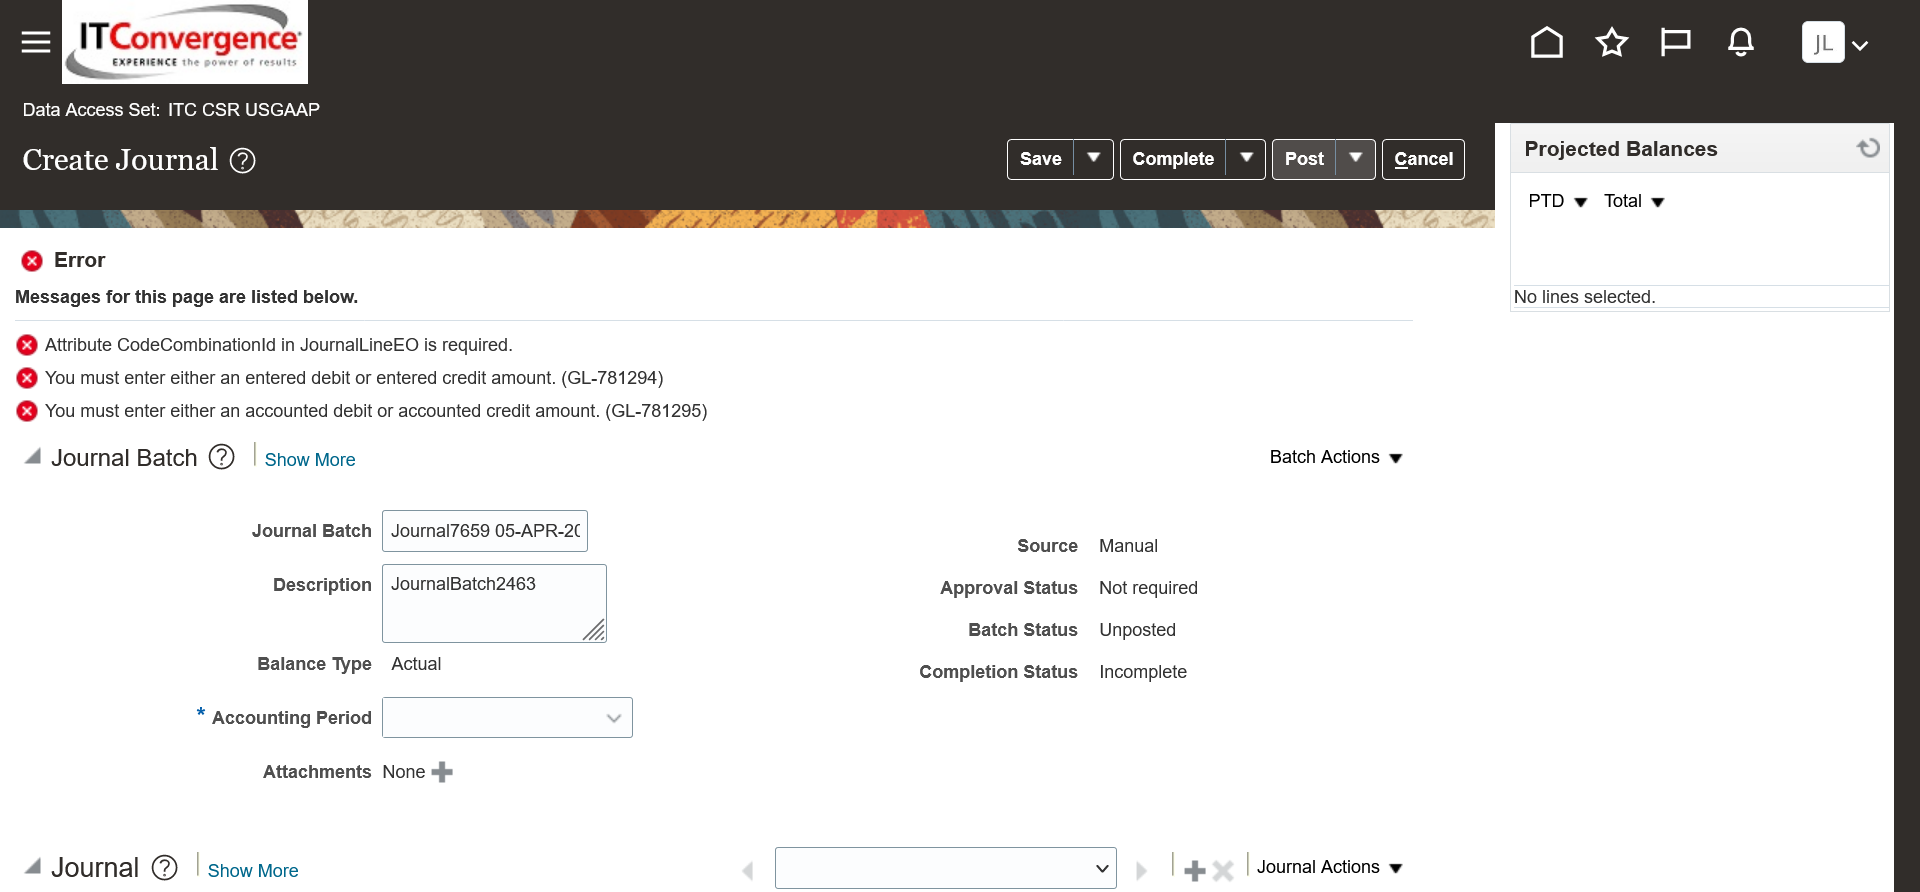 ITConvergence
EXPERIENCE the power of results
JL
Data Access Set: ITC CSR USGAAP
Create Journal ?
Save
Complete
Post
Cancel
Projected Balances
PTD
Total
No lines selected.
Error
Messages for this page are listed below.
Attribute CodeCombinationId in JournalLineEO is required.
You must enter either an entered debit or entered credit amount. (GL-781294)
You must enter either an accounted debit or accounted credit amount. (GL-781295)
Journal Batch ? Show More
Batch Actions
Journal Batch Journal7659 05-APR-20
Description JournalBatch2463
Balance Type Actual
* Accounting Period
Attachments None
Source Manual
Approval Status Not required
Batch Status Unposted
Completion Status Incomplete
Journal ? Show More
Journal Actions